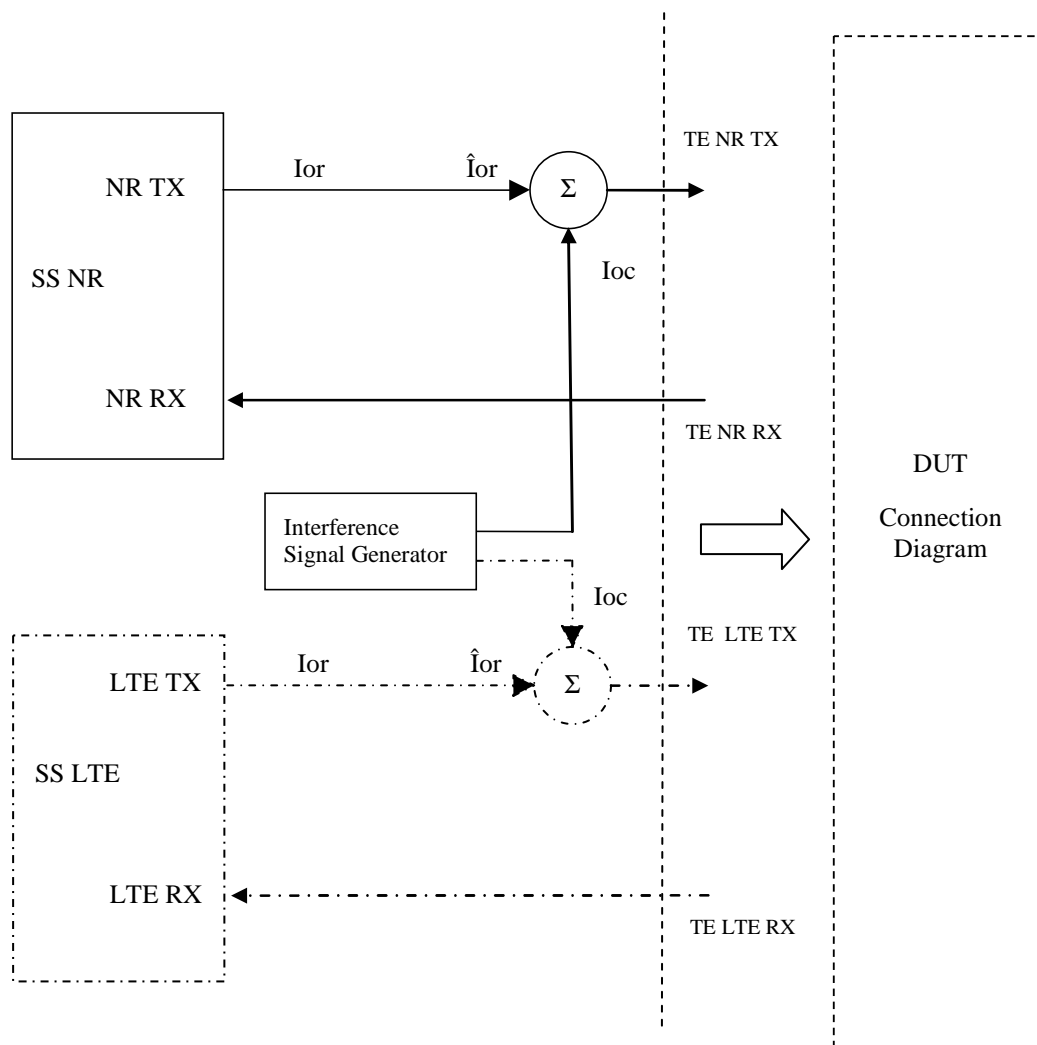 TE NR TX
Ior
Îor
NR TX
Σ
Ioc
SS NR
NR RX
TE NR RX
DUT
Connection
Diagram
Interference
Signal Generator
Ioc
TE LTE TX
Ior
Îor
LTE TX
Σ
SS LTE
LTE RX
TE LTE RX